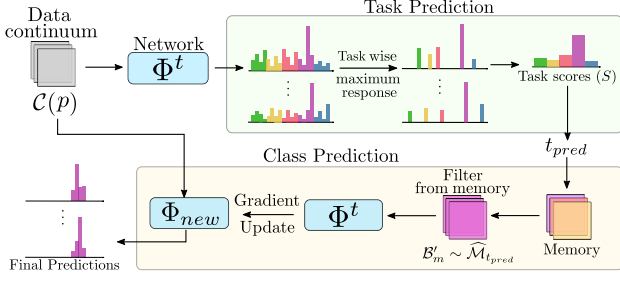 Task Prediction
Data
continuum
Network
Φ^t
C(p)
Task wise
maximum
response
⋮
⋮
Task scores (S)
t_pred
Class Prediction
Filter
from memory
Gradient
Update
Φ_new
Φ^t
B′_m ∼ M̂_{t_pred}
Memory
⋮
Final Predictions